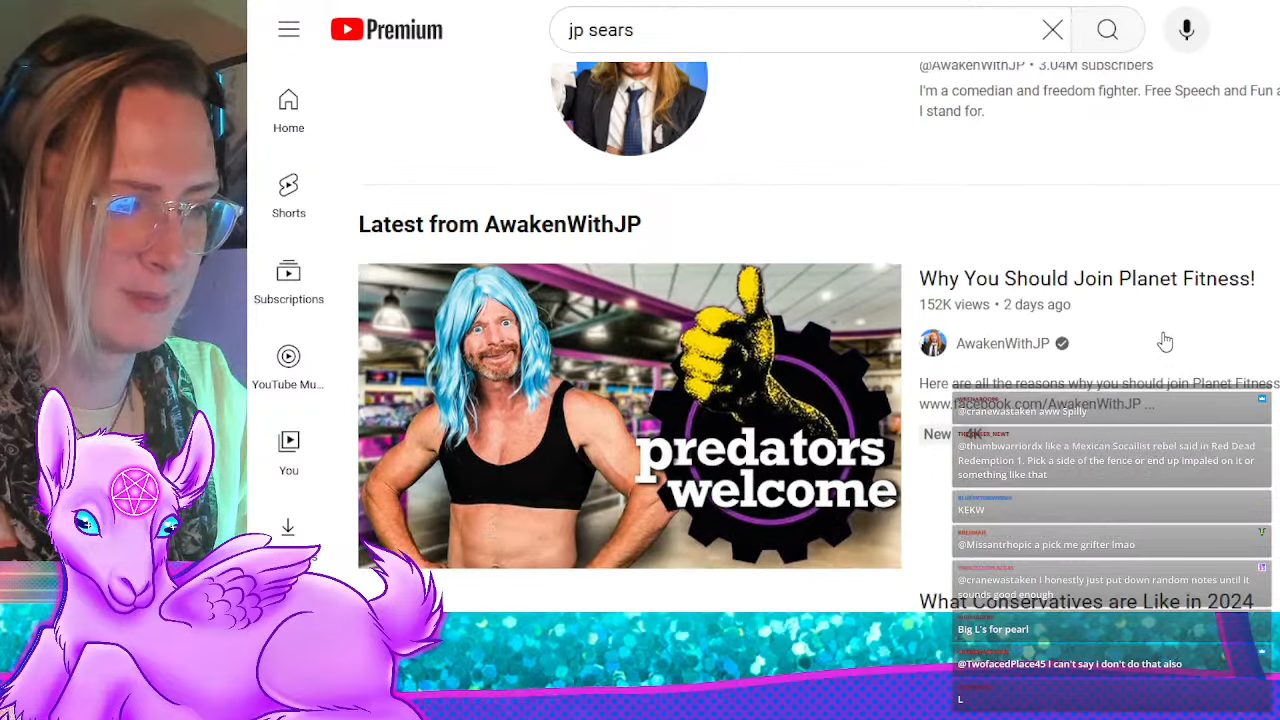 Premium
jp sears
@AwakenWithJP • 3.04M subscribers
I'm a comedian and freedom fighter. Free Speech and Fun a
I stand for.
Home
Shorts
Subscriptions
YouTube Mu...
You
Latest from AwakenWithJP
predators
welcome
Why You Should Join Planet Fitness!
152K views • 2 days ago
AwakenWithJP
Here are all the reasons why you should join Planet Fitness
www.facebook.com/AwakenWithJP ...
New
4K
What Conservatives are Like in 2024
@cranewastaken aww Spilly
@thumbwarriordx like a Mexican Socailist rebel said in Red Dead
Redemption 1. Pick a side of the fence or end up impaled on it or
something like that
KEKW
@Missantrhopic a pick me grifter lmao
@cranewastaken I honestly just put down random notes until it
sounds good enough
Big L's for pearl
@TwofacedPlace45 I can't say I don't do that also
L